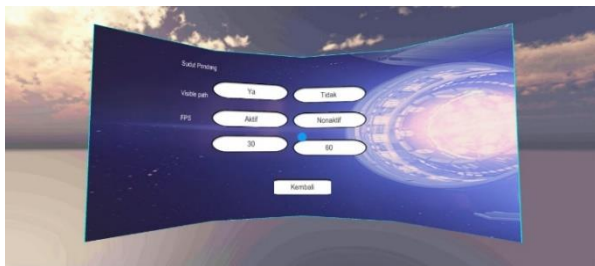 Sudut Pandang
Visible path Ya Tidak
FPS Aktif Nonaktif
30 60
Kembali